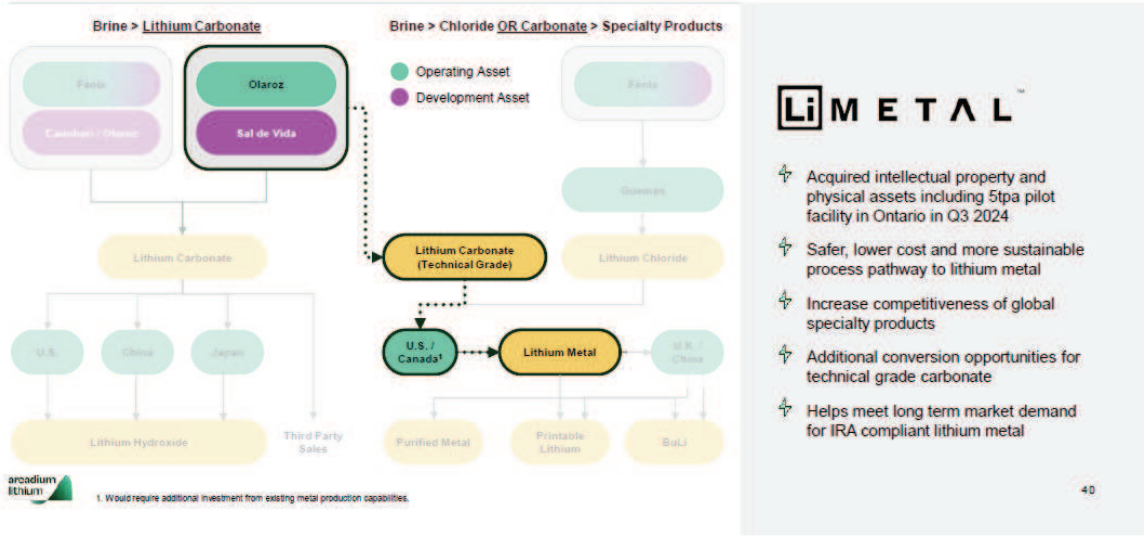 Brine > Lithium Carbonate
Brine > Chloride OR Carbonate > Specialty Products
Fenix
Cauchari / Olaroz
Olaroz
Sal de Vida
Operating Asset
Development Asset
Fenix
Guemes
Lithium Carbonate
Lithium Carbonate
(Technical Grade)
Lithium Chloride
U.S.
China
Japan
U.S. /
Canada¹
Lithium Metal
U.K. /
China
Lithium Hydroxide
Third Party
Sales
Purified Metal
Printable
Lithium
BuLi
arcadium
lithium
1. Would require additional investment from existing metal production capabilities.
Li METAL™
Acquired intellectual property and
physical assets including 5tpa pilot
facility in Ontario in Q3 2024
Safer, lower cost and more sustainable
process pathway to lithium metal
Increase competitiveness of global
specialty products
Additional conversion opportunities for
technical grade carbonate
Helps meet long term market demand
for IRA compliant lithium metal
40